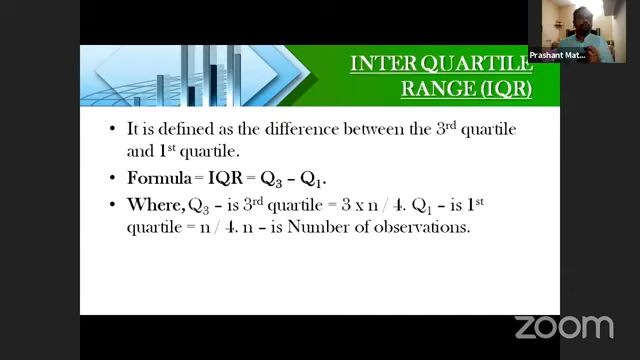 INTER QUARTILE
RANGE (IQR)
Prashant Mat...
• It is defined as the difference between the 3rd quartile
and 1st quartile.
• Formula = IQR = Q3 – Q1.
• Where, Q3 – is 3rd quartile = 3 x n / 4. Q1 – is 1st
quartile = n / 4. n – is Number of observations.
zoom